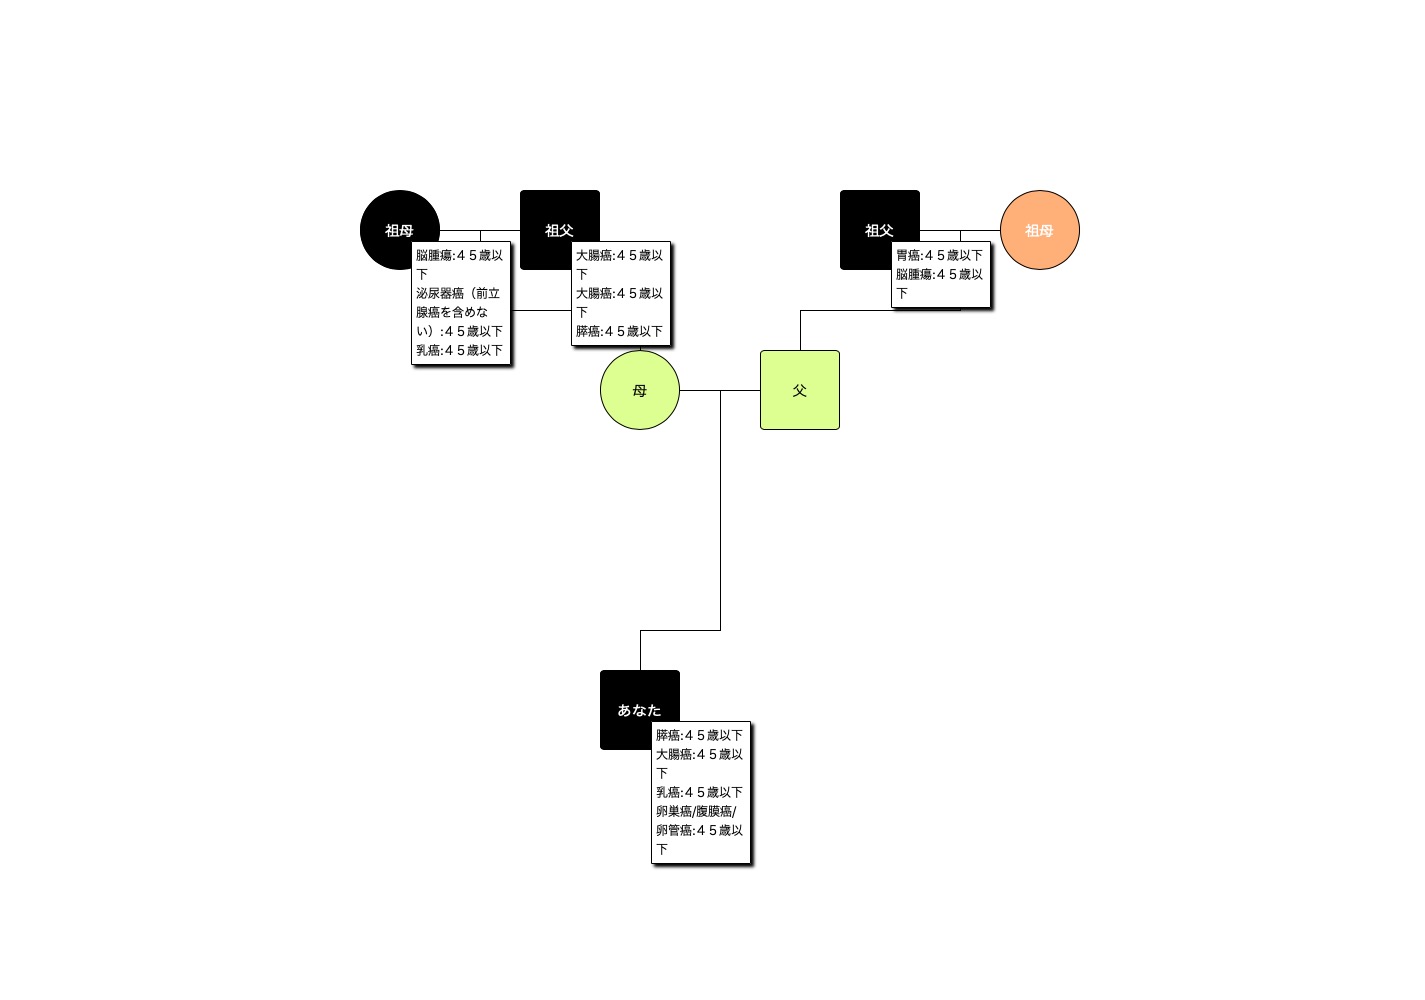 祖母
祖父
祖父
祖母
脳腫瘍:４５歳以
下
泌尿器癌（前立
腺癌を含めな
い）:４５歳以下
乳癌:４５歳以下
大腸癌:４５歳以
下
大腸癌:４５歳以
下
膵癌:４５歳以下
胃癌:４５歳以下
脳腫瘍:４５歳以
下
母
父
あなた
膵癌:４５歳以下
大腸癌:４５歳以
下
乳癌:４５歳以下
卵巣癌/腹膜癌/
卵管癌:４５歳以
下